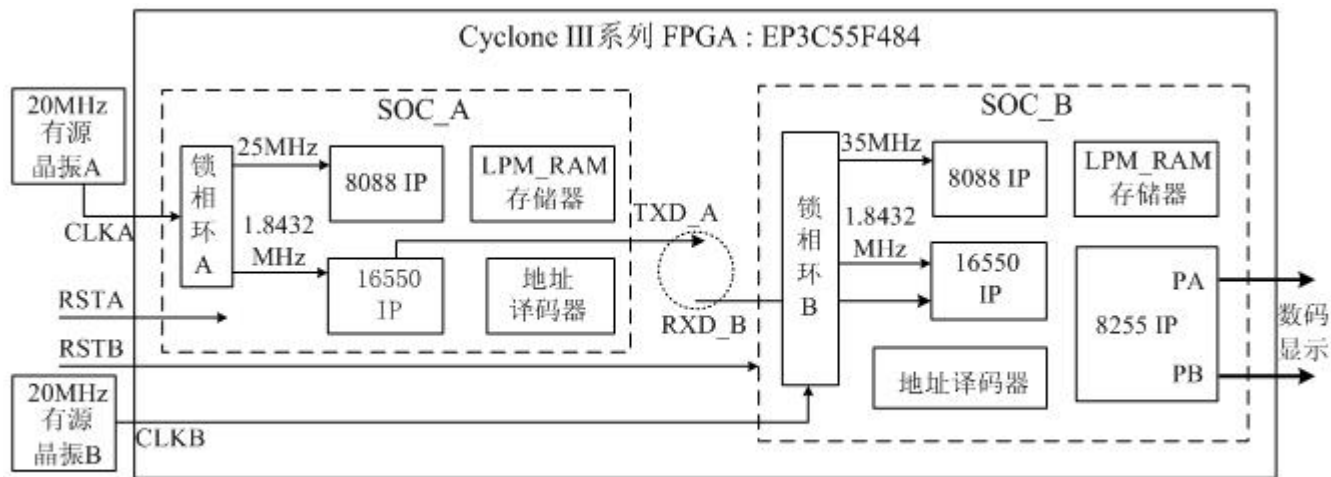 Cyclone III系列 FPGA : EP3C55F484
20MHz
有源
晶振A
CLKA
RSTA
RSTB
20MHz
有源
晶振B
CLKB
SOC_A
锁
相
环
A
25MHz
1.8432
MHz
8088 IP
LPM_RAM
存储器
16550
IP
地址
译码器
TXD_A
RXD_B
SOC_B
锁
相
环
B
35MHz
1.8432
MHz
8088 IP
LPM_RAM
存储器
16550
IP
地址译码器
PA
8255 IP
PB
数码
显示